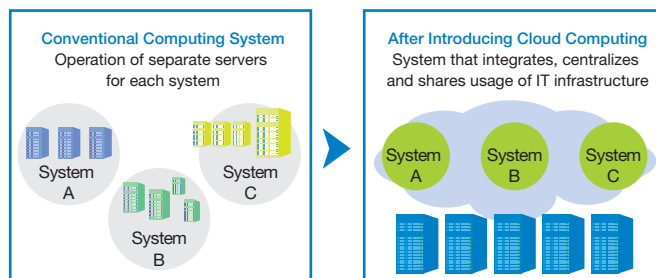 Conventional Computing System
Operation of separate servers
for each system
System
A
System
B
System
C
After Introducing Cloud Computing
System that integrates, centralizes
and shares usage of IT infrastructure
System
A
System
B
System
C